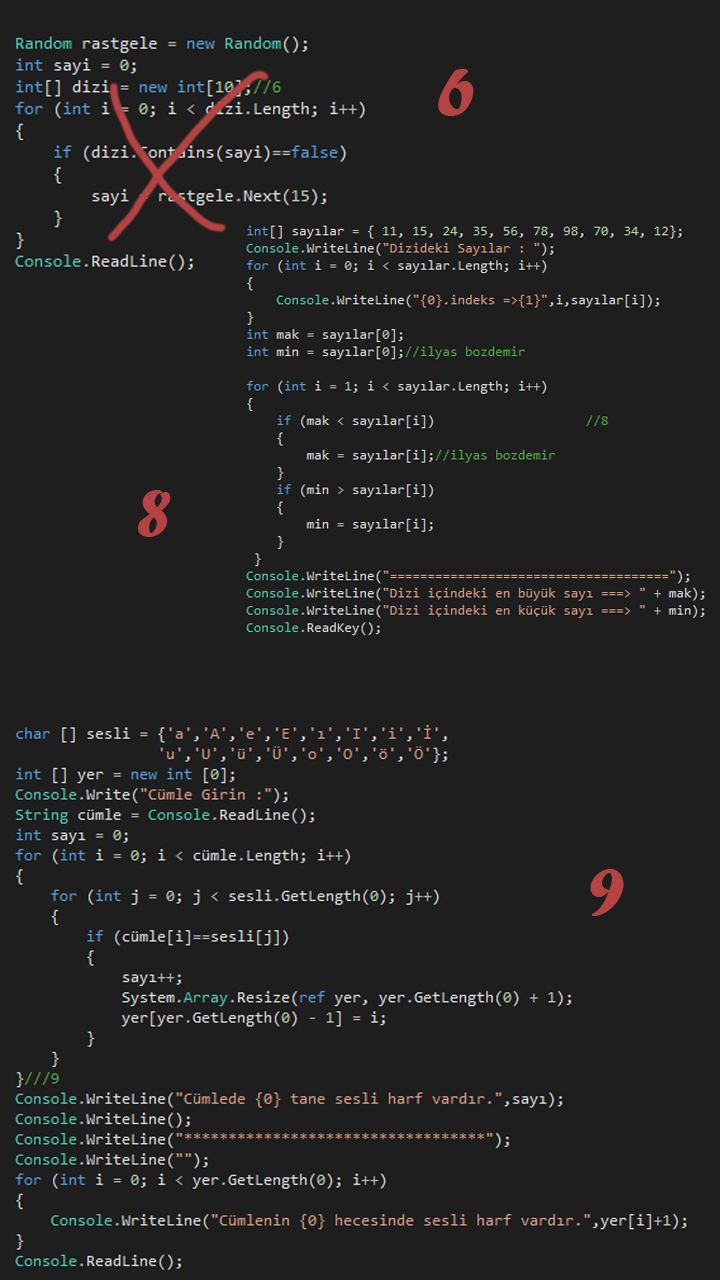 Random rastgele = new Random();
int sayi = 0;
int[] dizi = new int[10];//6
for (int i = 0; i < dizi.Length; i++)
{
if (dizi.Contains(sayi)==false)
{
sayi = rastgele.Next(15);
}
}
Console.ReadLine();
6
int[] sayılar = { 11, 15, 24, 35, 56, 78, 98, 70, 34, 12};
Console.WriteLine("Dizideki Sayılar : ");
for (int i = 0; i < sayılar.Length; i++)
{
Console.WriteLine("{0}.indeks =>{1}",i,sayılar[i]);
}
int mak = sayılar[0];
int min = sayılar[0];//ilyas bozdemir
for (int i = 1; i < sayılar.Length; i++)
{
if (mak < sayılar[i]) //8
{
mak = sayılar[i];//ilyas bozdemir
}
if (min > sayılar[i])
{
min = sayılar[i];
}
}
Console.WriteLine("=====================================");
Console.WriteLine("Dizi içindeki en büyük sayı ===> " + mak);
Console.WriteLine("Dizi içindeki en küçük sayı ===> " + min);
Console.ReadKey();
8
char [] sesli = {'a','A','e','E','ı','I','i','İ',
'u','U','ü','Ü','o','O','ö','Ö'};
int [] yer = new int [0];
Console.Write("Cümle Girin :");
String cümle = Console.ReadLine();
int sayı = 0;
for (int i = 0; i < cümle.Length; i++)
{
for (int j = 0; j < sesli.GetLength(0); j++)
{
if (cümle[i]==sesli[j])
{
sayı++;
System.Array.Resize(ref yer, yer.GetLength(0) + 1);
yer[yer.GetLength(0) - 1] = i;
}
}
}///9
Console.WriteLine("Cümlede {0} tane sesli harf vardır.",sayı);
Console.WriteLine();
Console.WriteLine("**********************************");
Console.WriteLine("");
for (int i = 0; i < yer.GetLength(0); i++)
{
Console.WriteLine("Cümlenin {0} hecesinde sesli harf vardır.",yer[i]+1);
}
Console.ReadLine();
9